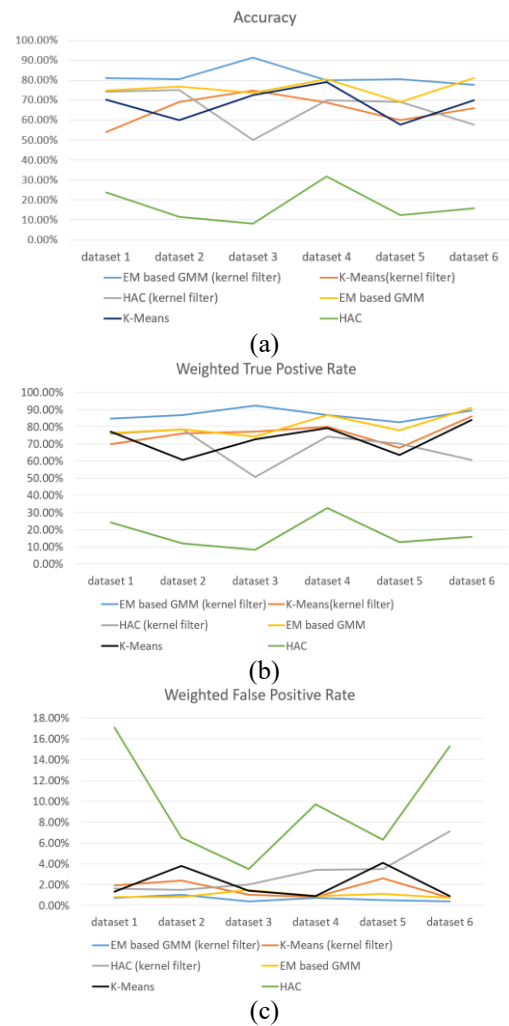 Accuracy
100.00%
90.00%
80.00%
70.00%
60.00%
50.00%
40.00%
30.00%
20.00%
10.00%
0.00%
dataset 1 dataset 2 dataset 3 dataset 4 dataset 5 dataset 6
EM based GMM (kernel filter) K-Means(kernel filter)
HAC (kernel filter) EM based GMM
K-Means HAC
(a)
Weighted True Postive Rate
100.00%
90.00%
80.00%
70.00%
60.00%
50.00%
40.00%
30.00%
20.00%
10.00%
0.00%
dataset 1 dataset 2 dataset 3 dataset 4 dataset 5 dataset 6
EM based GMM (kernel filter) K-Means(kernel filter)
HAC (kernel filter) EM based GMM
K-Means HAC
(b)
Weighted False Positive Rate
18.00%
16.00%
14.00%
12.00%
10.00%
8.00%
6.00%
4.00%
2.00%
0.00%
dataset 1 dataset 2 dataset 3 dataset 4 dataset 5 dataset 6
EM based GMM (kernel filter) K-Means(kernel filter)
HAC (kernel filter) EM based GMM
K-Means HAC
(c)